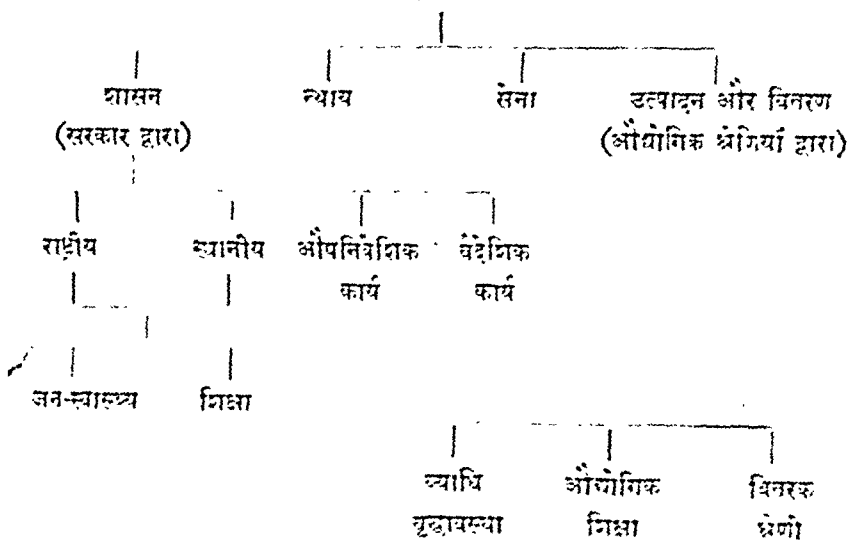 शासन न्याय सेना उत्पादन और वितरण
(सरकार द्वारा) (औद्योगिक श्रेणियाँ द्वारा)
राष्ट्रीय स्थानीय औपनिवेशिक वैदेशिक
कार्य कार्य
जन-स्वास्थ्य शिक्षा
व्याधि औद्योगिक वितरक
वृद्धावस्था शिक्षा श्रेणी